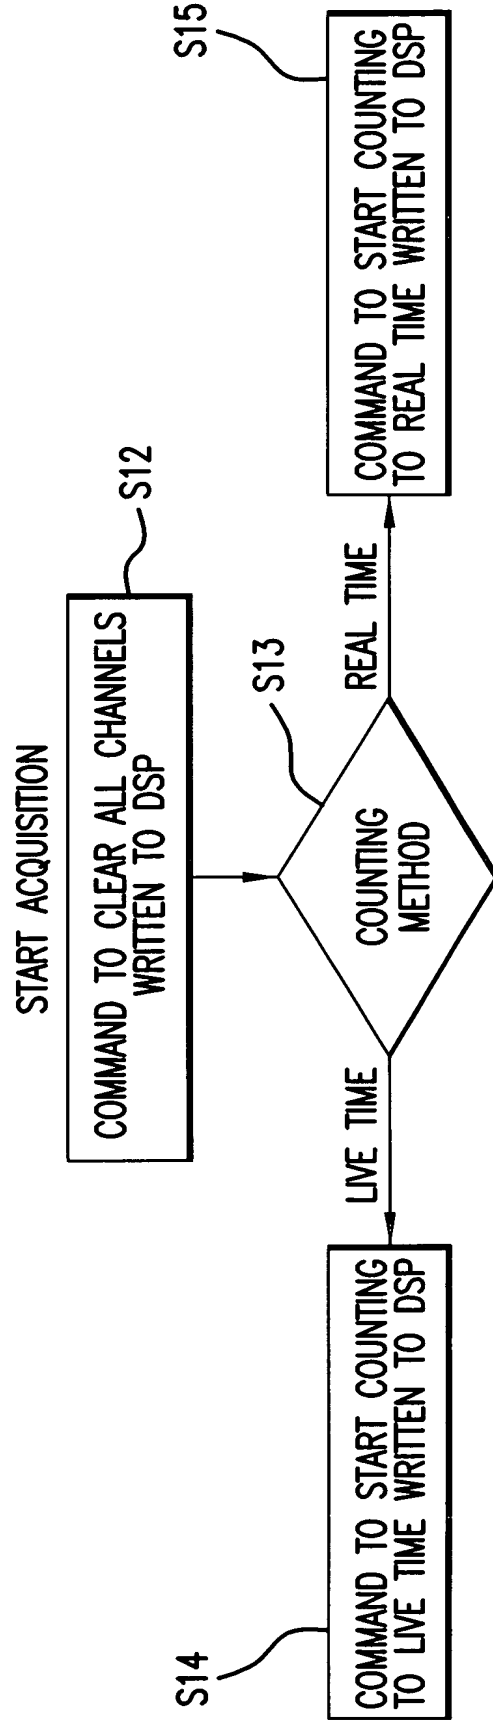 START ACQUISITION
COMMAND TO CLEAR ALL CHANNELS
WRITTEN TO DSP
S12
COUNTING
METHOD
S13
LIVE TIME
REAL TIME
COMMAND TO START COUNTING
TO LIVE TIME WRITTEN TO DSP
S14
COMMAND TO START COUNTING
TO REAL TIME WRITTEN TO DSP
S15